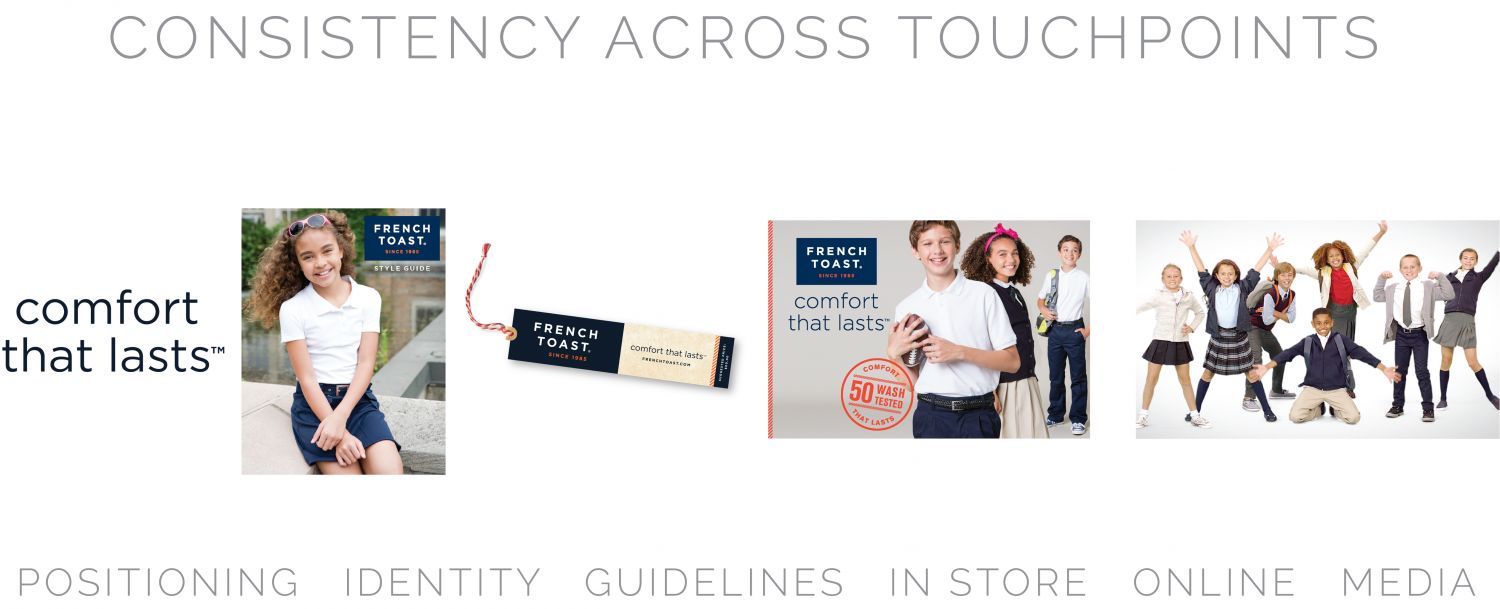 CONSISTENCY ACROSS TOUCHPOINTS
comfort
that lasts™
FRENCH
TOAST®
SINCE 1985
STYLE GUIDE
FRENCH
TOAST®
SINCE 1985
comfort that lasts™
FRENCHTOAST.COM
FRENCH
TOAST®
SINCE 1985
comfort
that lasts™
COMFORT
50 WASH
TESTED
THAT LASTS
POSITIONING IDENTITY GUIDELINES IN STORE ONLINE MEDIA